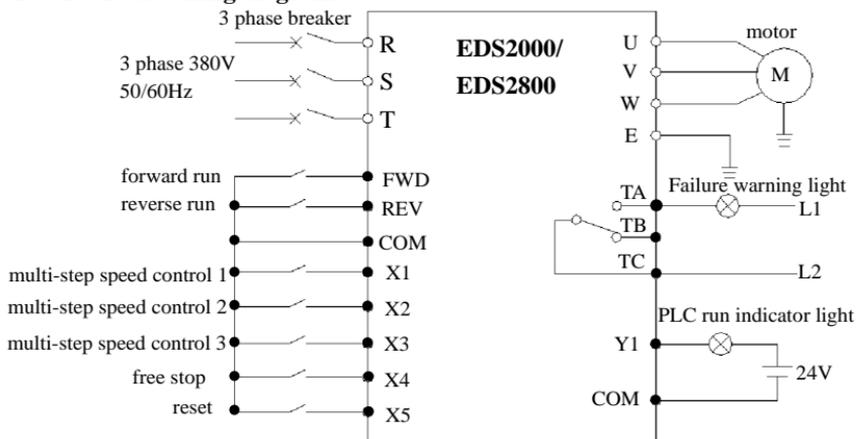 3 phase breaker
3 phase 380V
50/60Hz
R
S
T
EDS2000/
EDS2800
U
V
W
E
motor
M
forward run
reverse run
FWD
REV
COM
multi-step speed control 1
multi-step speed control 2
multi-step speed control 3
free stop
reset
X1
X2
X3
X4
X5
TA
TB
TC
Failure warning light
L1
L2
PLC run indicator light
Y1
COM
24V